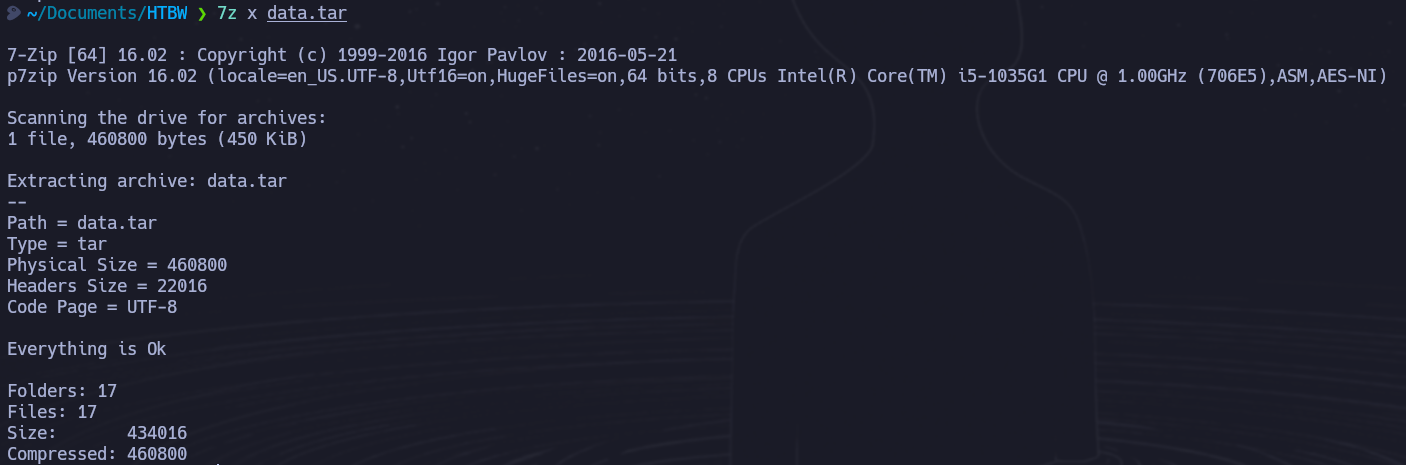 ~/Documents/HTBW ❯ 7z x data.tar

7-Zip [64] 16.02 : Copyright (c) 1999-2016 Igor Pavlov : 2016-05-21
p7zip Version 16.02 (locale=en_US.UTF-8,Utf16=on,HugeFiles=on,64 bits,8 CPUs Intel(R) Core(TM) i5-1035G1 CPU @ 1.00GHz (706E5),ASM,AES-NI)

Scanning the drive for archives:
1 file, 460800 bytes (450 KiB)

Extracting archive: data.tar
--
Path = data.tar
Type = tar
Physical Size = 460800
Headers Size = 22016
Code Page = UTF-8

Everything is Ok

Folders: 17
Files: 17
Size:       434016
Compressed: 460800